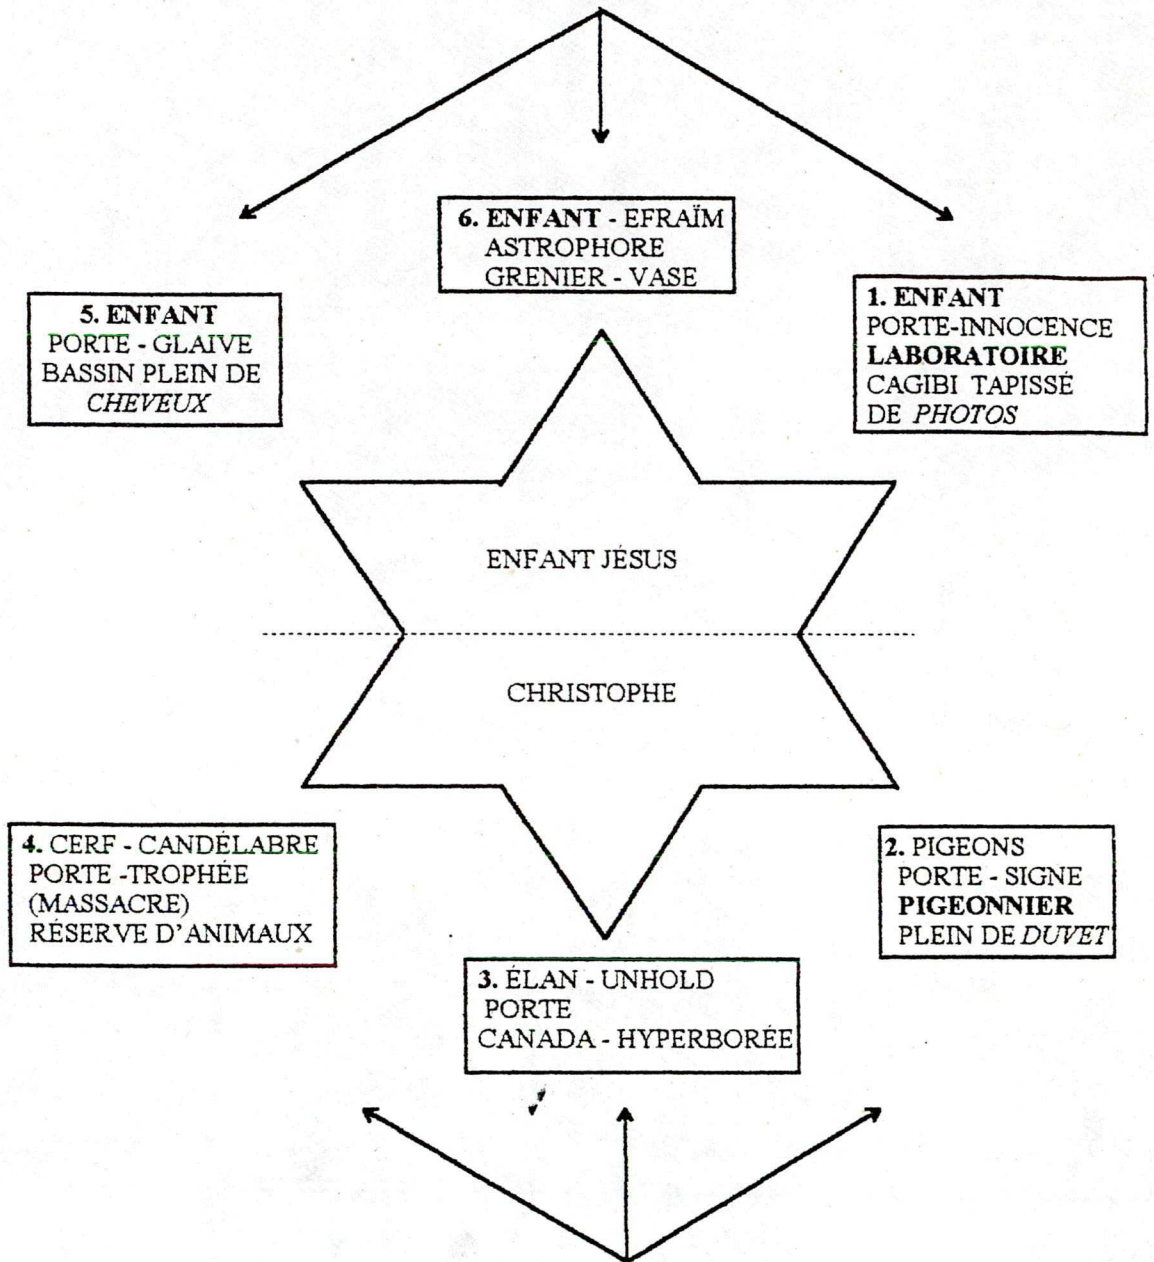 6. ENFANT - EFRAÏM
ASTROPHORE
GRENIER - VASE
5. ENFANT
PORTE - GLAIVE
BASSIN PLEIN DE
CHEVEUX
1. ENFANT
PORTE-INNOCENCE
LABORATOIRE
CAGIBI TAPISSÉ
DE PHOTOS
ENFANT JÉSUS
CHRISTOPHE
4. CERF - CANDÉLABRE
PORTE -TROPHÉE
(MASSACRE)
RÉSERVE D'ANIMAUX
2. PIGEONS
PORTE - SIGNE
PIGEONNIER
PLEIN DE DUVET
3. ÉLAN - UNHOLD
PORTE
CANADA - HYPERBORÉE